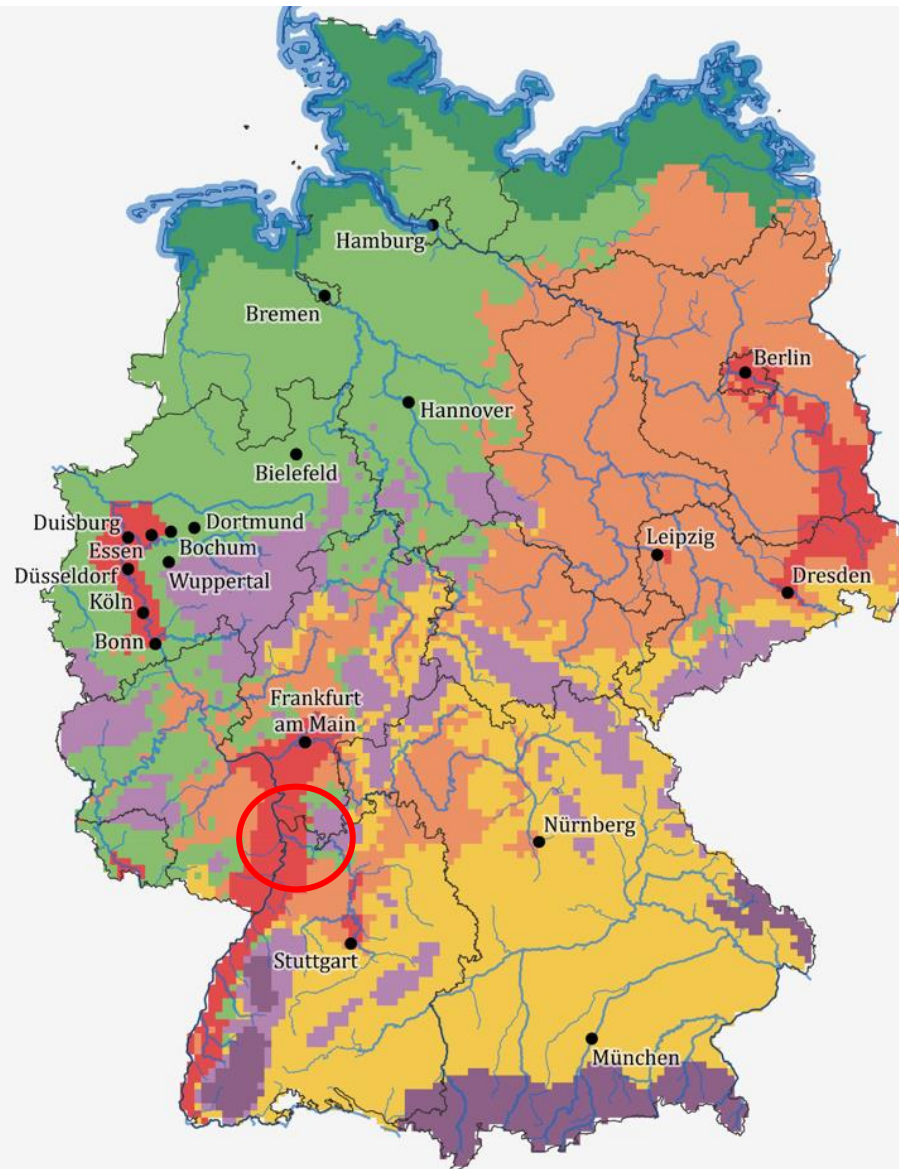 Hamburg
Bremen
Berlin
Hannover
Bielefeld
Duisburg
Dortmund
Essen
Bochum
Leipzig
Düsseldorf
Wuppertal
Dresden
Köln
Bonn
Frankfurt
am Main
Nürnberg
Stuttgart
München